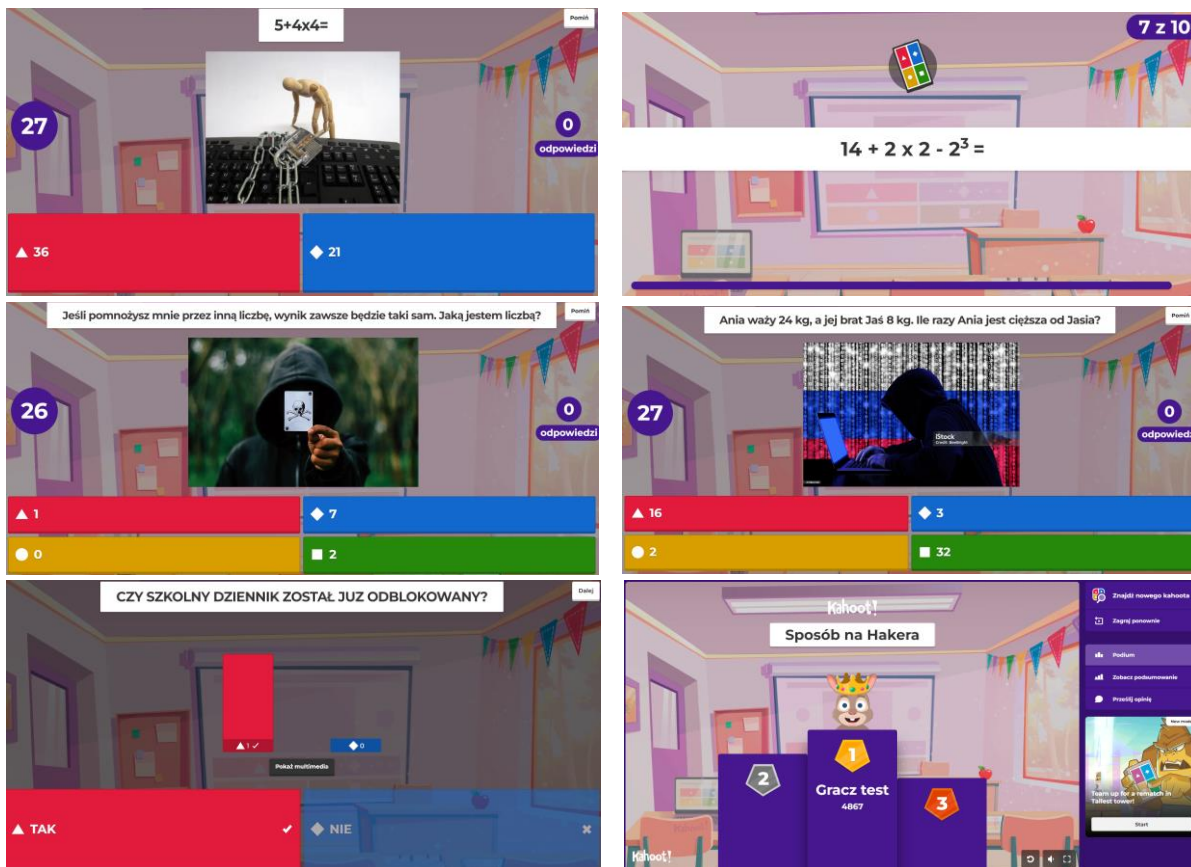 5+4x4=
Pomiń
27
0
odpowiedzi
36
21
7 z 10
14 + 2 x 2 - 2³ =
Jeśli pomnożysz mnie przez inną liczbę, wynik zawsze będzie taki sam. Jaką jestem liczbą?
Pomiń
26
0
odpowiedzi
1
7
0
2
Ania waży 24 kg, a jej brat Jaś 8 kg. Ile razy Ania jest cięższa od Jasia?
Pomiń
27
iStock
0
odpowiedz
16
3
2
32
CZY SZKOLNY DZIENNIK ZOSTAŁ JUZ ODBLOKOWANY?
Dalej
1
0
Pokaż multimedia
TAK
NIE
Kahoot!
Sposób na Hakera
1
Gracz test
4867
2
3
Kahoot!
Znajdź nowego kahoota
Zagraj ponownie
Podium
Zobacz podsumowanie
Prześlij opinię
Team up for a rematch in
Tallest tower!
Start